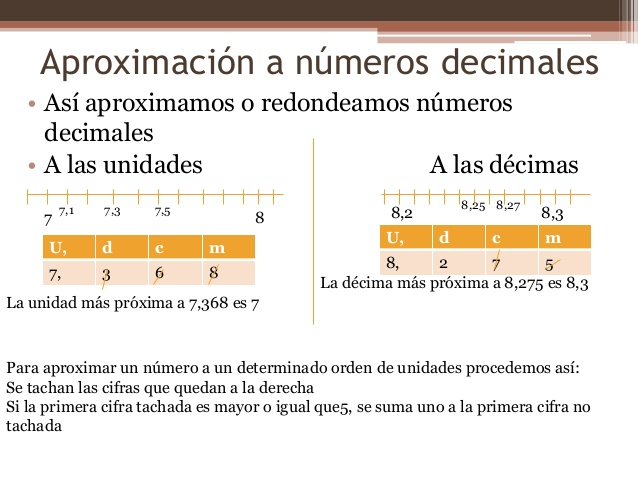 Aproximación a números decimales
• Así aproximamos o redondeamos números
decimales
• A las unidades
7 7,1 7,3 7,5 8
U, d c m
7, 3 6 8
La unidad más próxima a 7,368 es 7
A las décimas
8,2 8,25 8,27 8,3
U, d c m
8, 2 7 5
La décima más próxima a 8,275 es 8,3
Para aproximar un número a un determinado orden de unidades procedemos así:
Se tachan las cifras que quedan a la derecha
Si la primera cifra tachada es mayor o igual que5, se suma uno a la primera cifra no
tachada